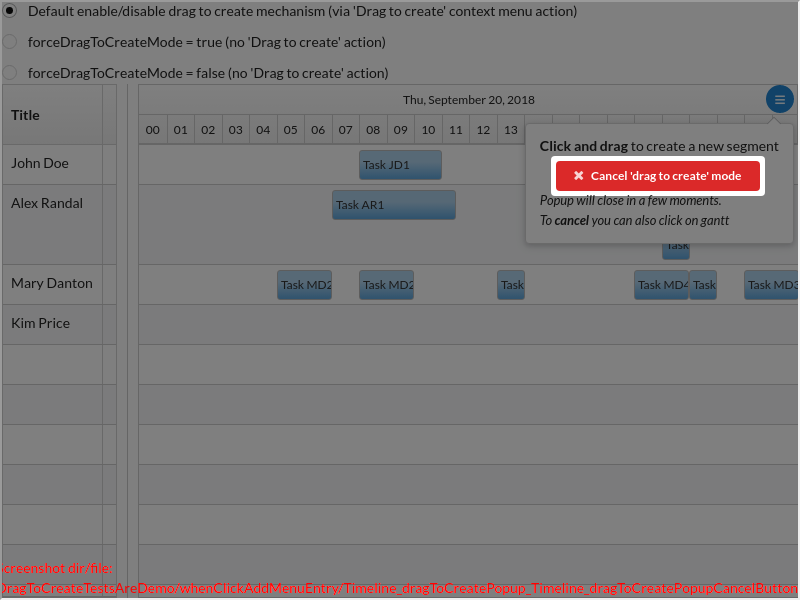 Default enable/disable drag to create mechanism (via 'Drag to create' context menu action)
forceDragToCreateMode = true (no 'Drag to create' action)
forceDragToCreateMode = false (no 'Drag to create' action)
Title
Thu, September 20, 2018
00 01 02 03 04 05 06 07 08 09 10 11 12 13
Click and drag to create a new segment
✖ Cancel 'drag to create' mode
Popup will close in a few moments.
To cancel you can also click on gantt
John Doe
Task JD1
Alex Randal
Task AR1
Task
Mary Danton
Task MD2 Task MD2 Task Task MD4 Task Task MD3
Kim Price
Screenshot dir/file:
DragToCreateTestsAreDemo/whenClickAddMenuEntry/Timeline_dragToCreatePopup_Timeline_dragToCreatePopupCancelButton